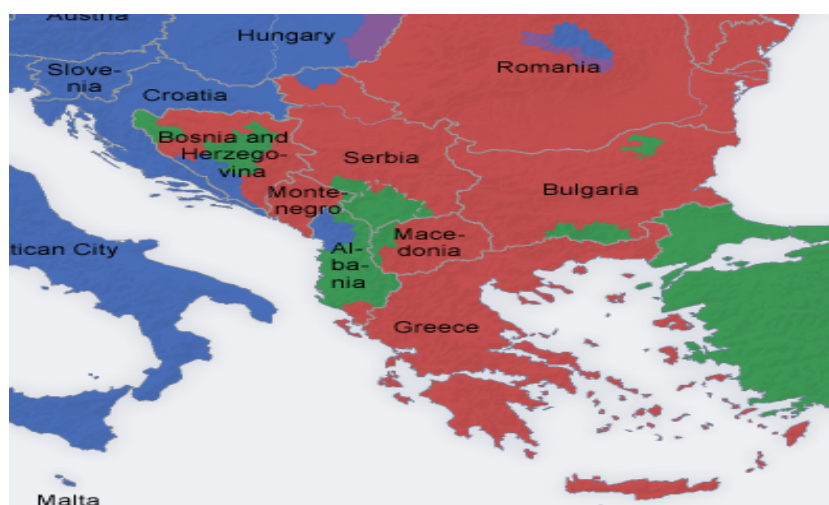 Austria
Hungary
Slove-
nia
Croatia
Romania
Bosnia and
Herzego-
vina
Serbia
Monte-
negro
Bulgaria
tican City
Al-
ba-
nia
Mace-
donia
Greece
Malta